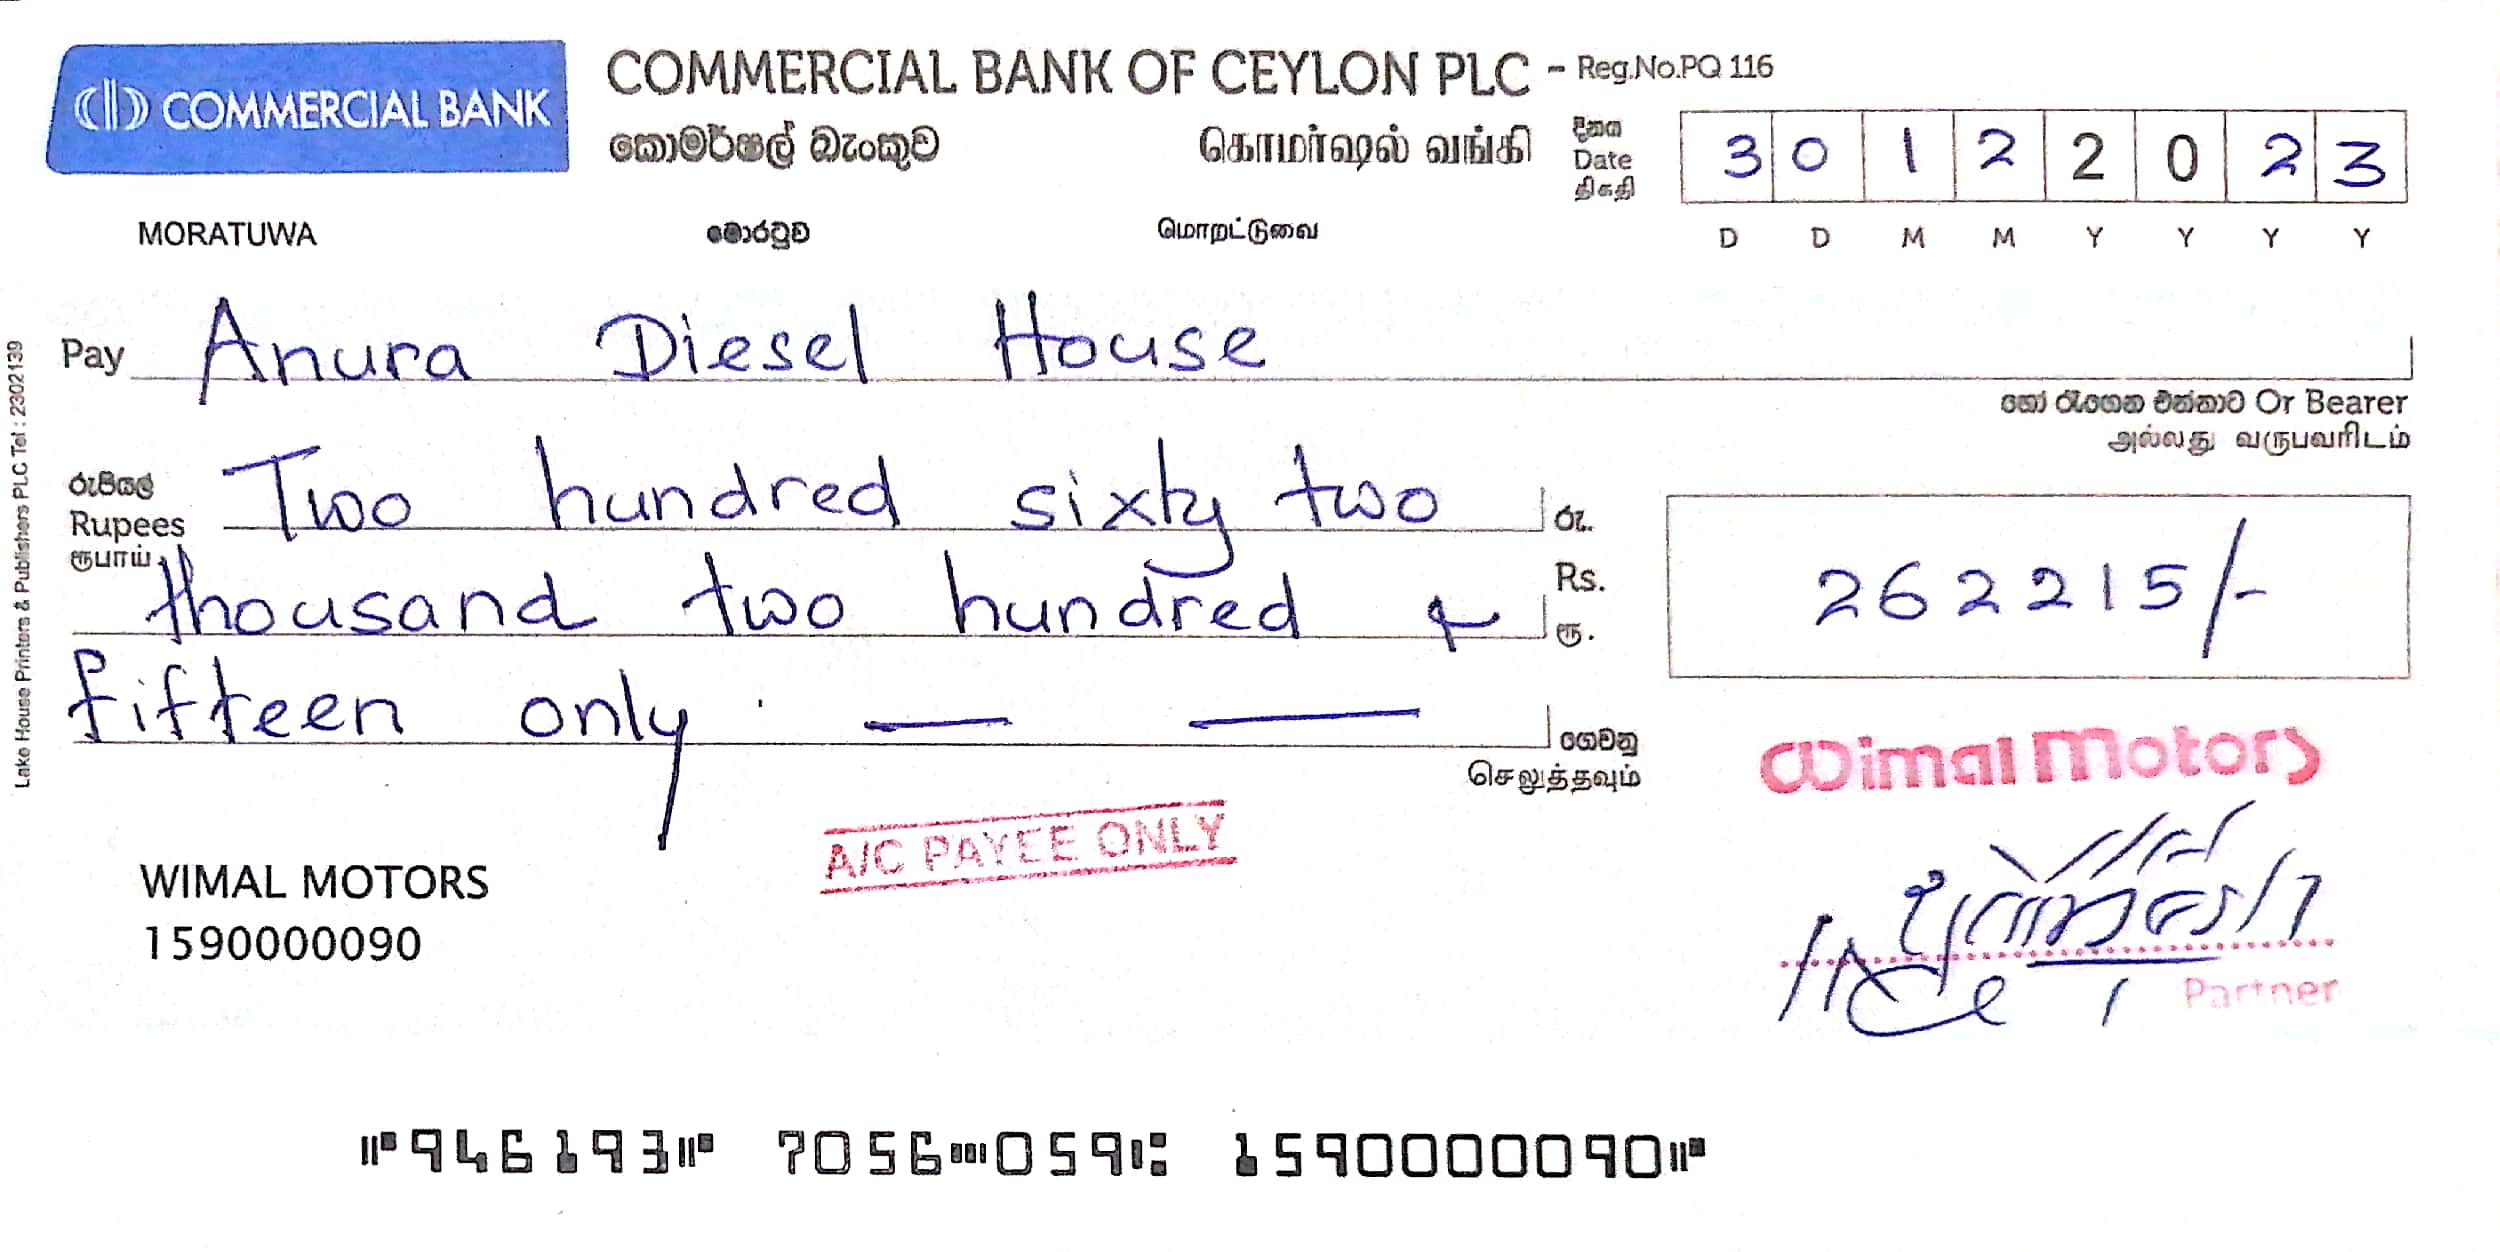 COMMERCIAL BANK
COMMERCIAL BANK OF CEYLON PLC - Reg.No.PQ 116
කොමර්ෂල් බැංකුව கொமர்ஷல் வங்கி
දිනය
Date
திகதி
3 0 1 2 2 0 2 3
D D M M Y Y Y Y
MORATUWA මොරටුව மொறட்டுவை
Pay Anura Diesel House
හෝ රැගෙන එන්නාට Or Bearer
அல்லது வருபவரிடம்
රුපියල්
Rupees
ரூபாய்
Two hundred sixty two
thousand two hundred &
fifteen only
රු.
Rs.
ரூ.
262215/-
ගෙවනු
செலுத்தவும்
Wimal Motors
A/C PAYEE ONLY
WIMAL MOTORS
1590000090
Partner
⑈946193⑈ 7056⑉059⑆ 1590000090⑈
Lake House Printers & Publishers PLC Tel : 2302139